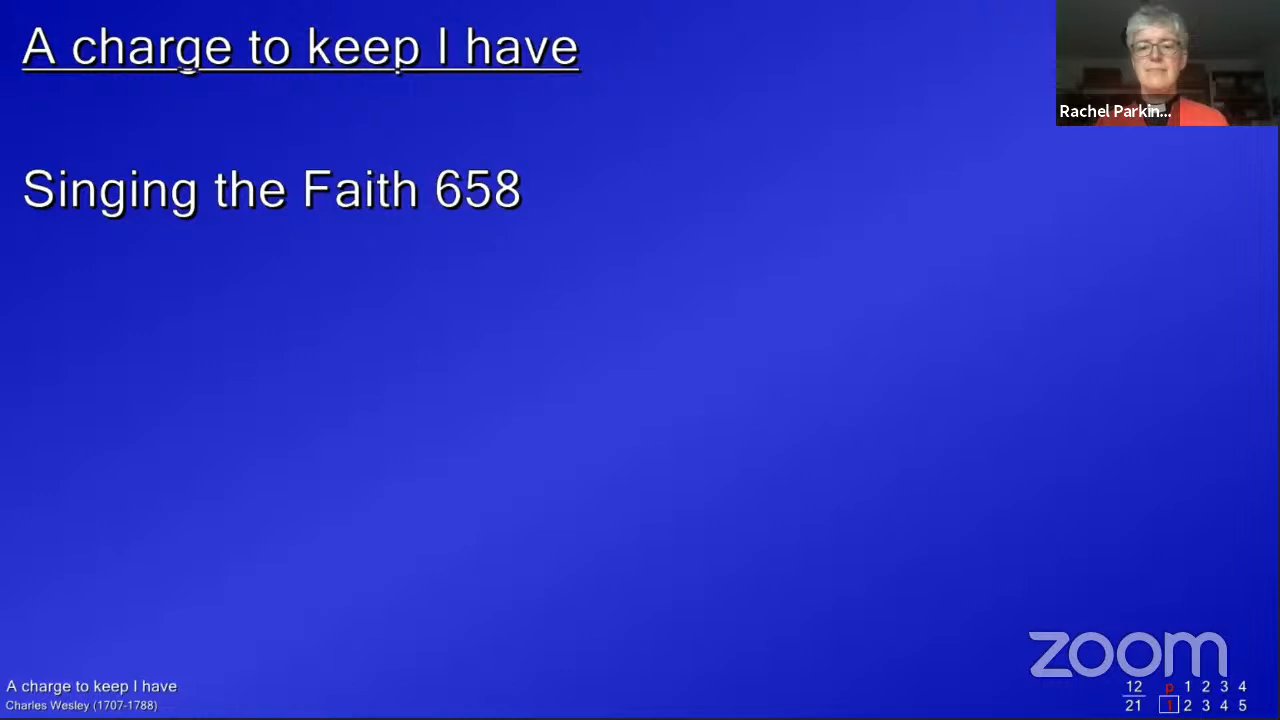 A charge to keep I have
Rachel Parkin...
Singing the Faith 658
zoom
A charge to keep I have
Charles Wesley (1707-1788)
12 p 1 2 3 4
21 1 2 3 4 5